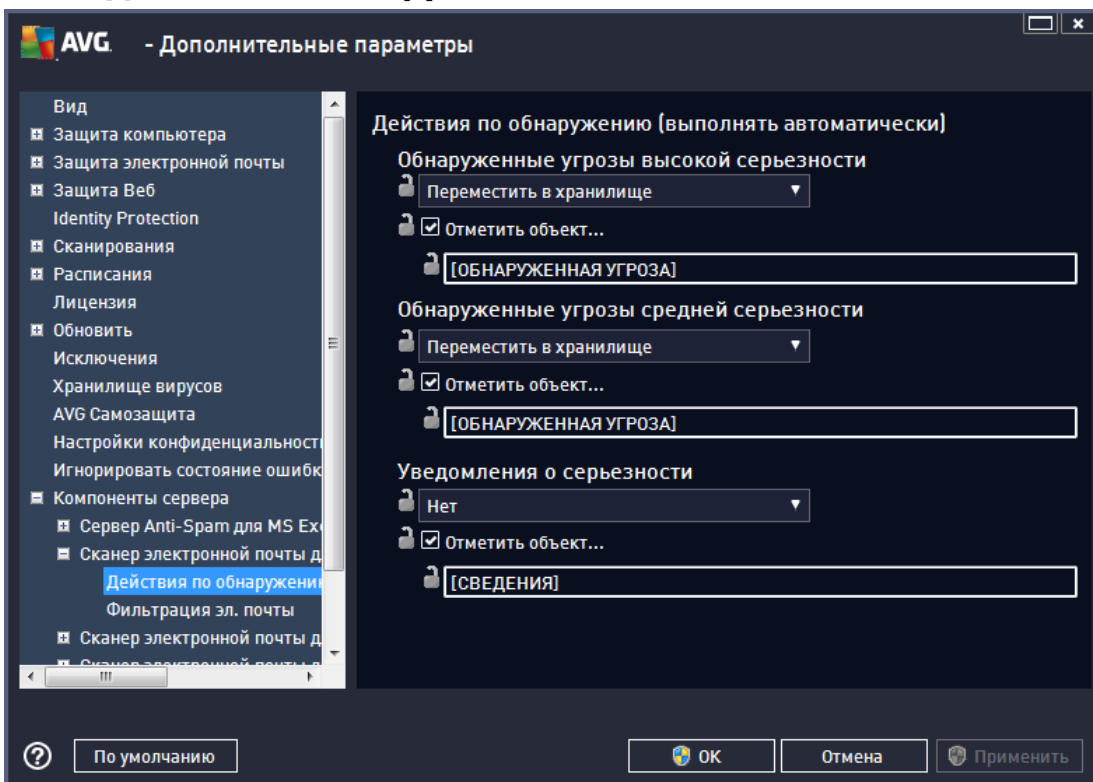 AVG. - Дополнительные параметры
Вид
Защита компьютера
Защита электронной почты
Защита Веб
Identity Protection
Сканирования
Расписания
Лицензия
Обновить
Исключения
Хранилище вирусов
AVG Самозащита
Настройки конфиденциальност
Игнорировать состояние ошибк
Компоненты сервера
Сервер Anti-Spam для MS Ex
Сканер электронной почты д
Действия по обнаружени
Фильтрация эл. почты
Сканер электронной почты д
Сканер электронной почты д
Действия по обнаружению (выполнять автоматически)
Обнаруженные угрозы высокой серьезности
Переместить в хранилище
Отметить объект...
[ОБНАРУЖЕННАЯ УГРОЗА]
Обнаруженные угрозы средней серьезности
Переместить в хранилище
Отметить объект...
[ОБНАРУЖЕННАЯ УГРОЗА]
Уведомления о серьезности
Нет
Отметить объект...
[СВЕДЕНИЯ]
По умолчанию
OK
Отмена
Применить